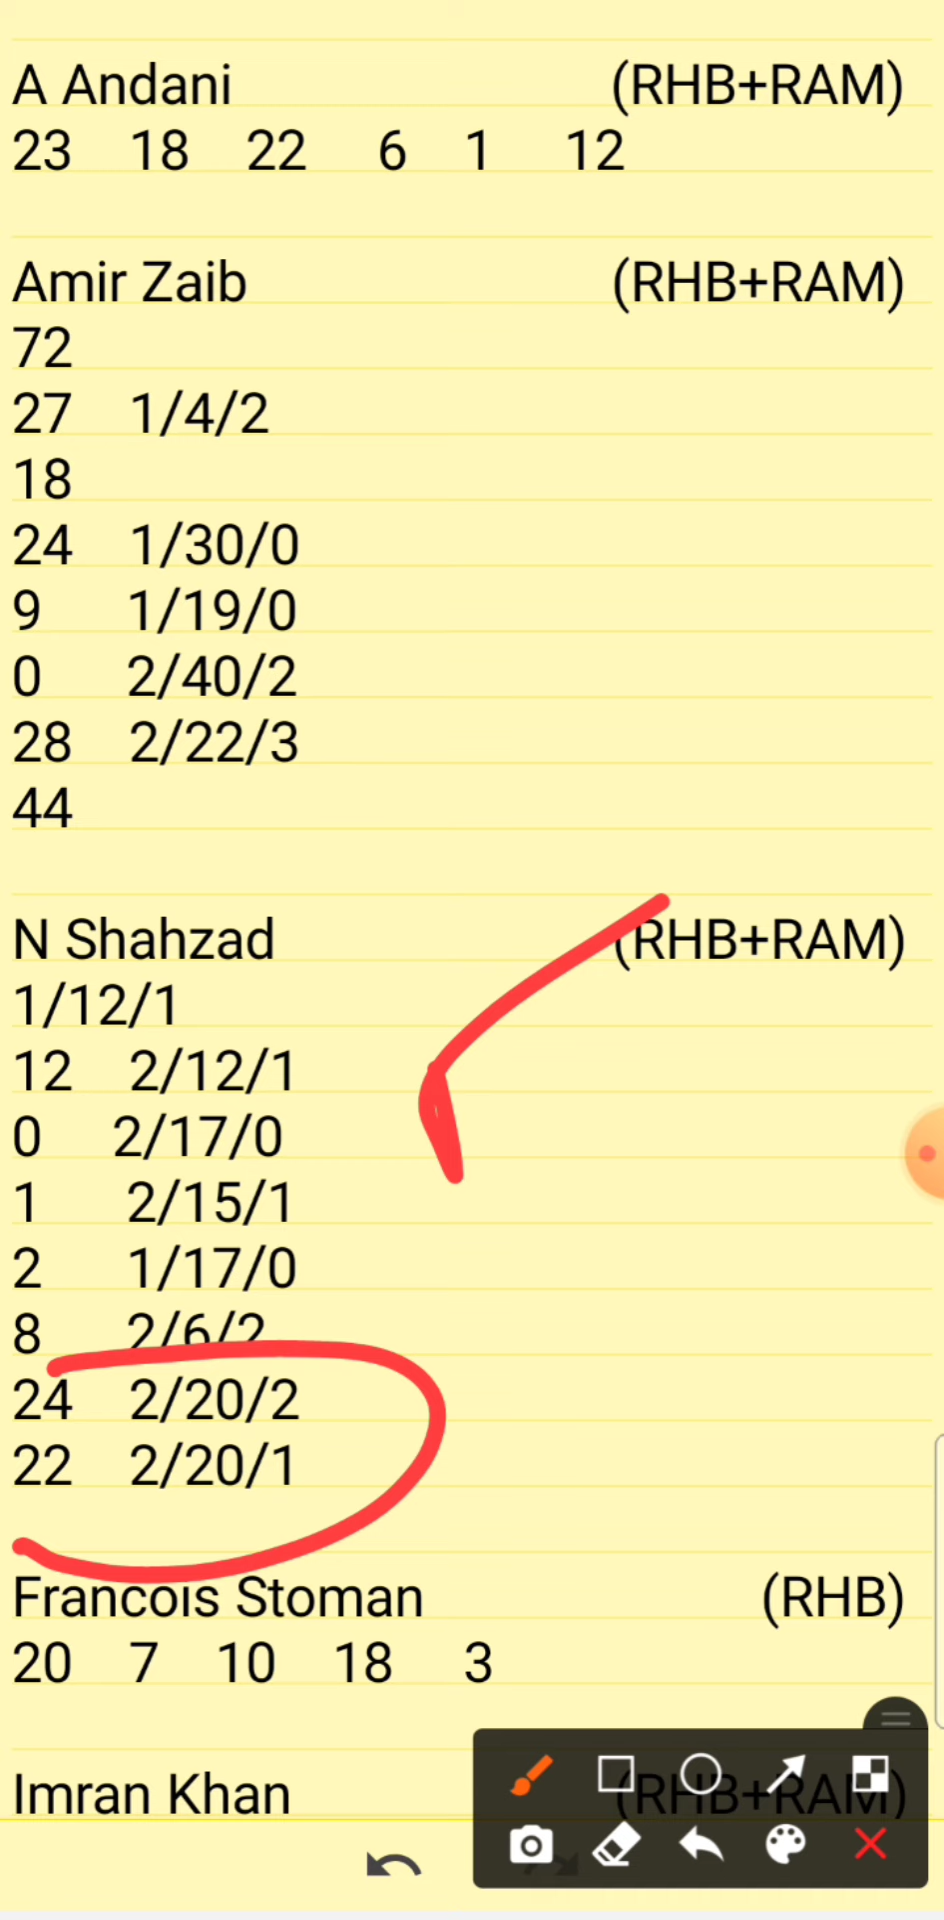 A Andani (RHB+RAM)
23 18 22 6 1 12
Amir Zaib (RHB+RAM)
72
27 1/4/2
18
24 1/30/0
9 1/19/0
0 2/40/2
28 2/22/3
44
N Shahzad (RHB+RAM)
1/12/1
12 2/12/1
0 2/17/0
1 2/15/1
2 1/17/0
8 2/6/2
24 2/20/2
22 2/20/1
Francois Stoman (RHB)
20 7 10 18 3
Imran Khan (RHB+RAM)